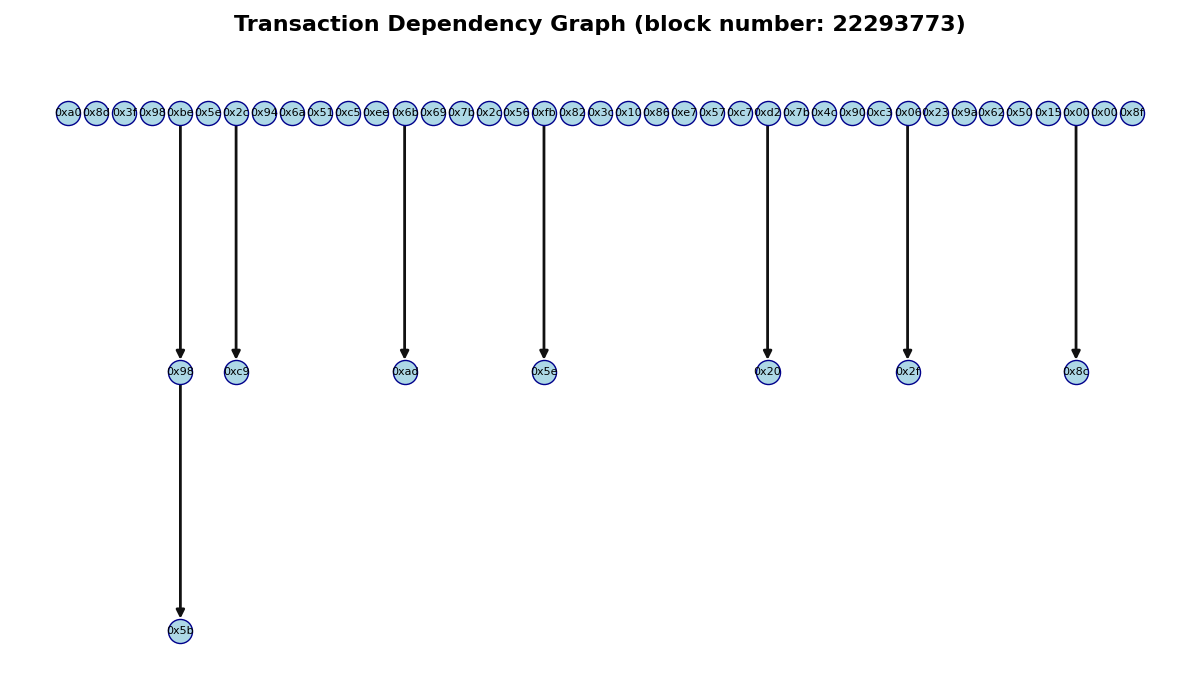 Transaction Dependency Graph (block number: 22293773)
0xa0 0x8d 0x3f 0x98 0xbe 0x5e 0x2c 0x94 0x6a 0x51 0xc5 0xee 0x6b 0x69 0x7b 0x2c 0x56 0xfb 0x82 0x3c 0x10 0x86 0xe7 0x57 0xc7 0xd2 0x7b 0x4c 0x90 0xc3 0x06 0x23 0x9a 0x62 0x50 0x15 0x00 0x00 0x8f
0x98 0xc9 0xad 0x5e 0x20 0x2f 0x8c
0x5b